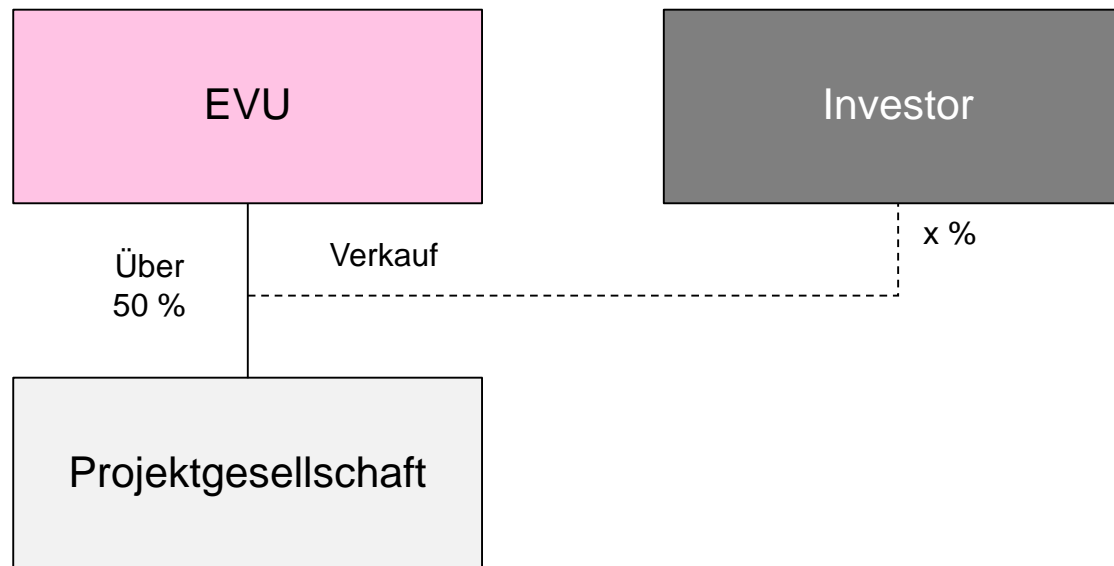 EVU
Investor
x %
Verkauf
Über
50 %
Projektgesellschaft